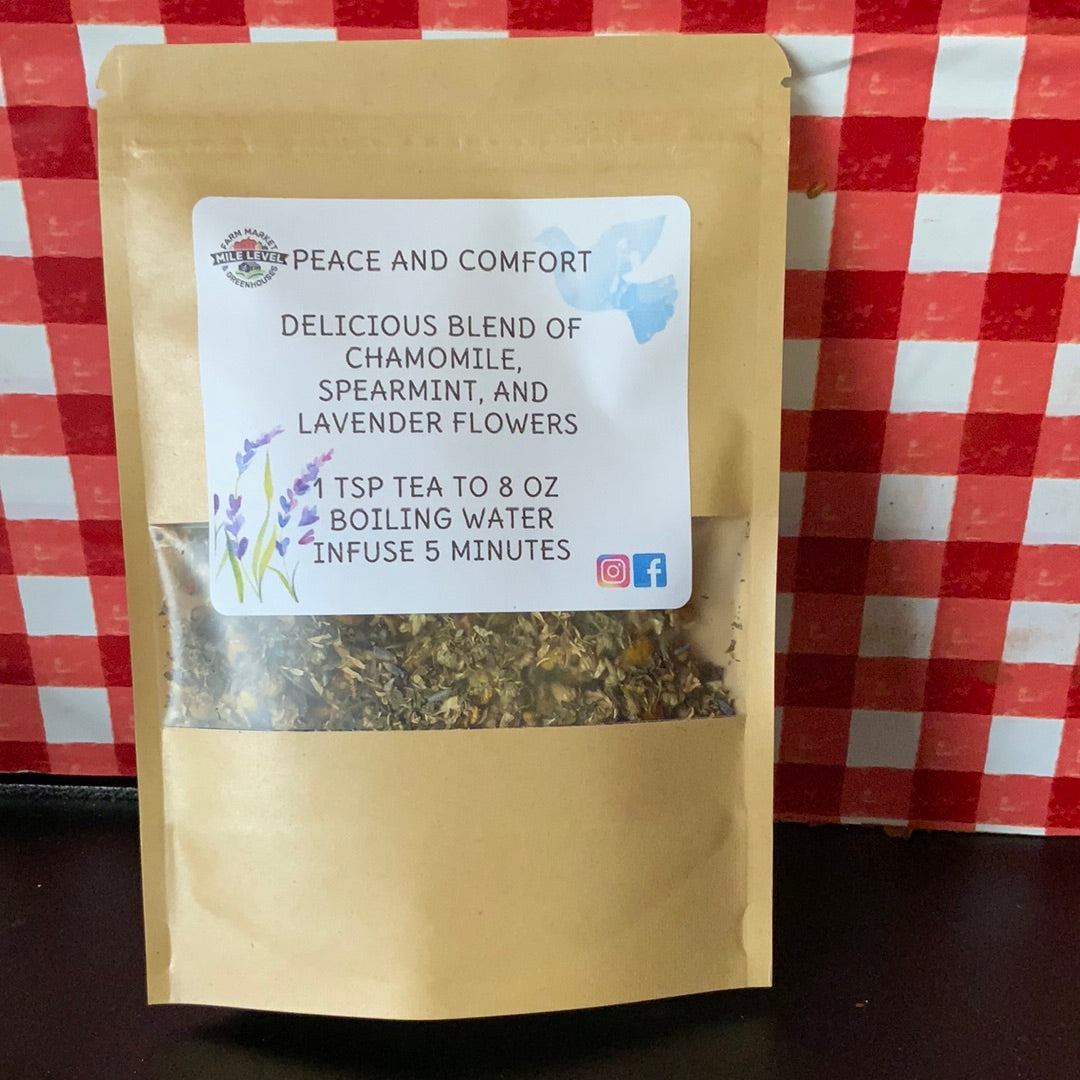 FARM MARKET
MILE LEVEL
& GREENHOUSES
PEACE AND COMFORT
DELICIOUS BLEND OF
CHAMOMILE,
SPEARMINT, AND
LAVENDER FLOWERS
1 TSP TEA TO 8 OZ
BOILING WATER
INFUSE 5 MINUTES
f